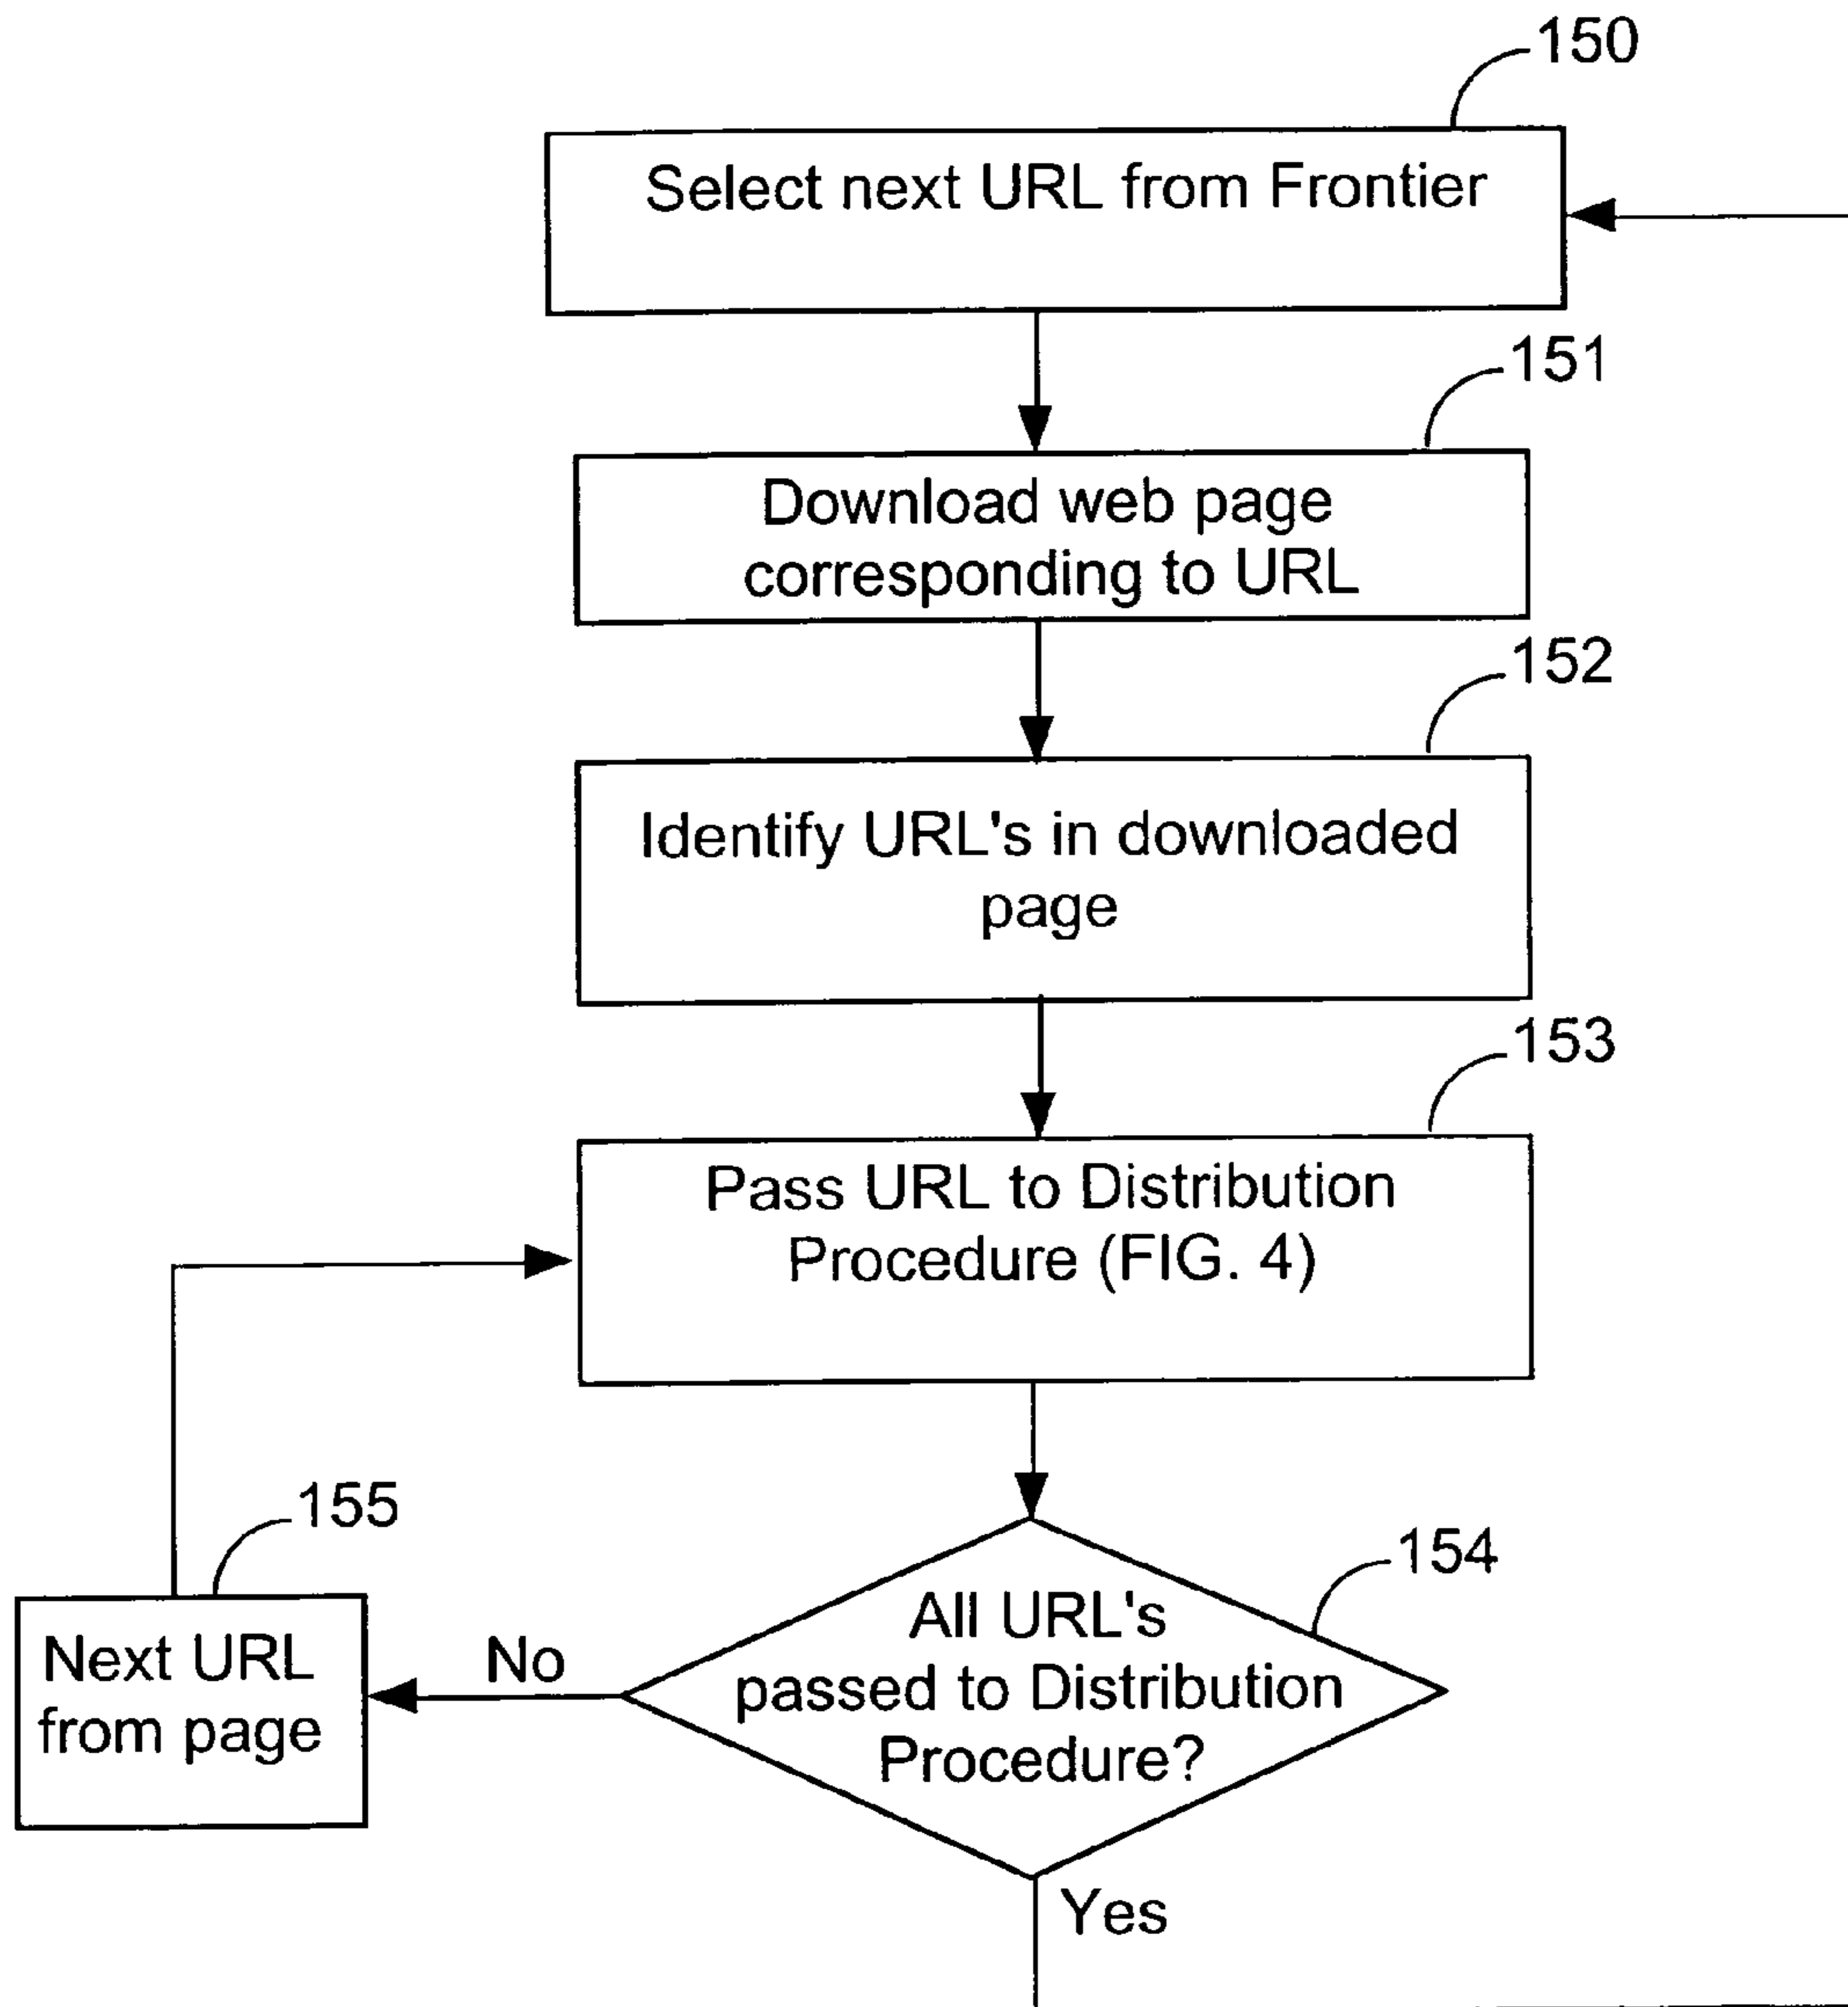 150
Select next URL from Frontier
151
Download web page
corresponding to URL
152
Identify URL's in downloaded
page
153
Pass URL to Distribution
Procedure (FIG. 4)
155
154
Next URL
from page
No
All URL's
passed to Distribution
Procedure?
Yes